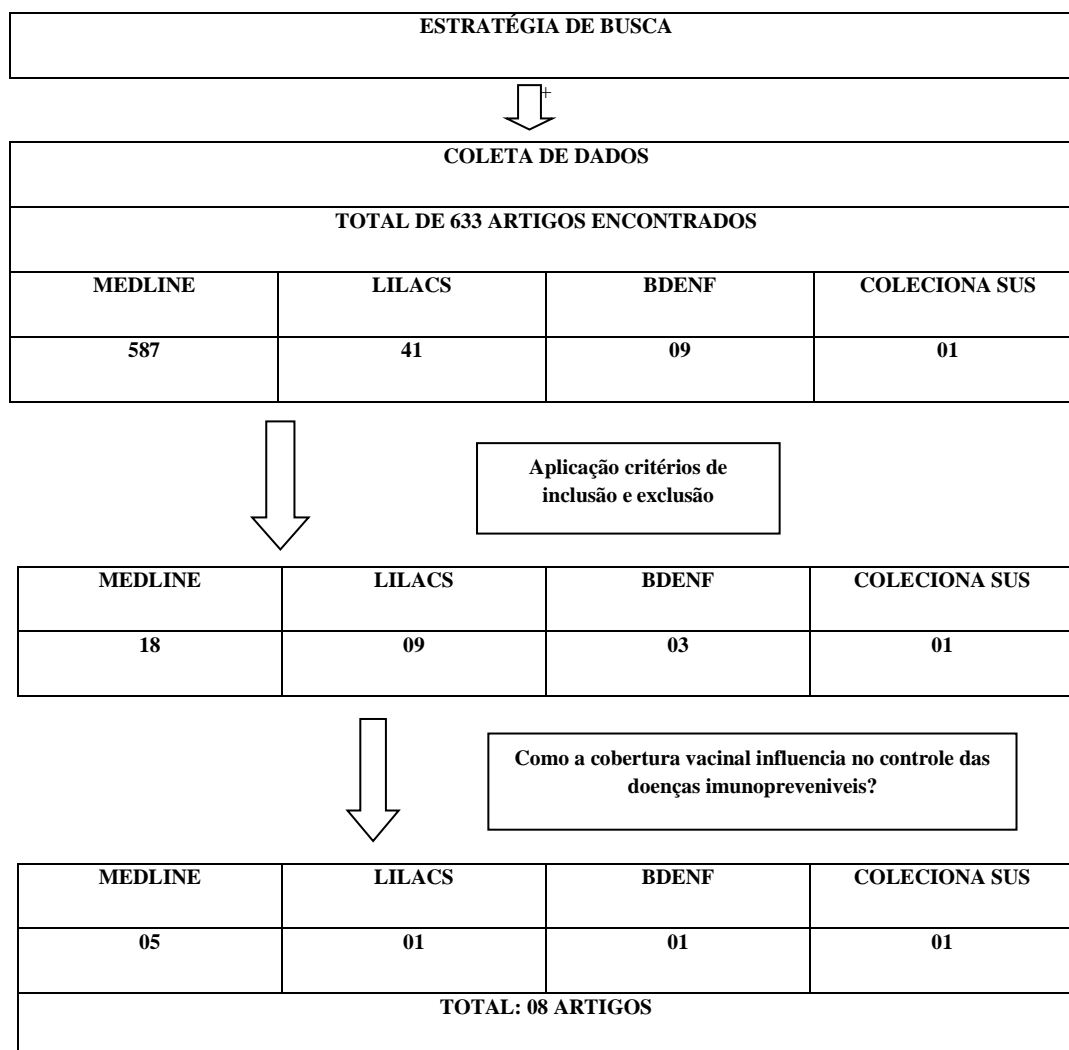 ESTRATÉGIA DE BUSCA
+
COLETA DE DADOS
TOTAL DE 633 ARTIGOS ENCONTRADOS
MEDLINE LILACS BDENF COLECIONA SUS
587 41 09 01
Aplicação critérios de
inclusão e exclusão
MEDLINE LILACS BDENF COLECIONA SUS
18 09 03 01
Como a cobertura vacinal influencia no controle das
doenças imunopreveniveis?
MEDLINE LILACS BDENF COLECIONA SUS
05 01 01 01
TOTAL: 08 ARTIGOS